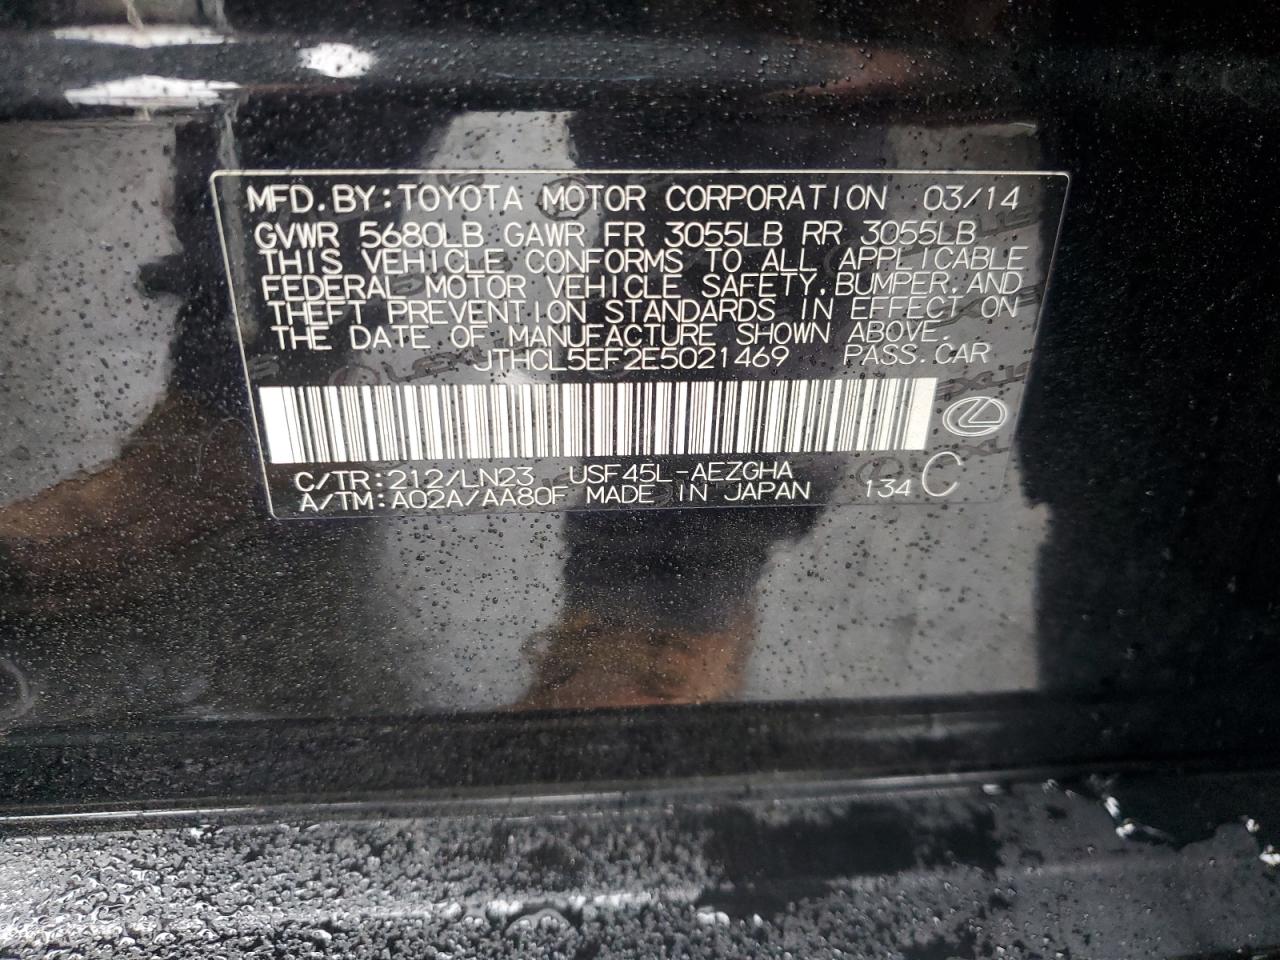 MFD.BY:TOYOTA MOTOR CORPORATION 03/14
GVWR 5680LB GAWR FR 3055LB RR 3055LB
THIS VEHICLE CONFORMS TO ALL APPLICABLE
FEDERAL MOTOR VEHICLE SAFETY,BUMPER,AND
THEFT PREVENTION STANDARDS IN EFFECT ON
THE DATE OF MANUFACTURE SHOWN ABOVE.
JTHCL5EF2E5021469 PASS.CAR
C/TR:212/LN23 USF45L-AEZGHA
A/TM:A02A/AA80F MADE IN JAPAN 134 C